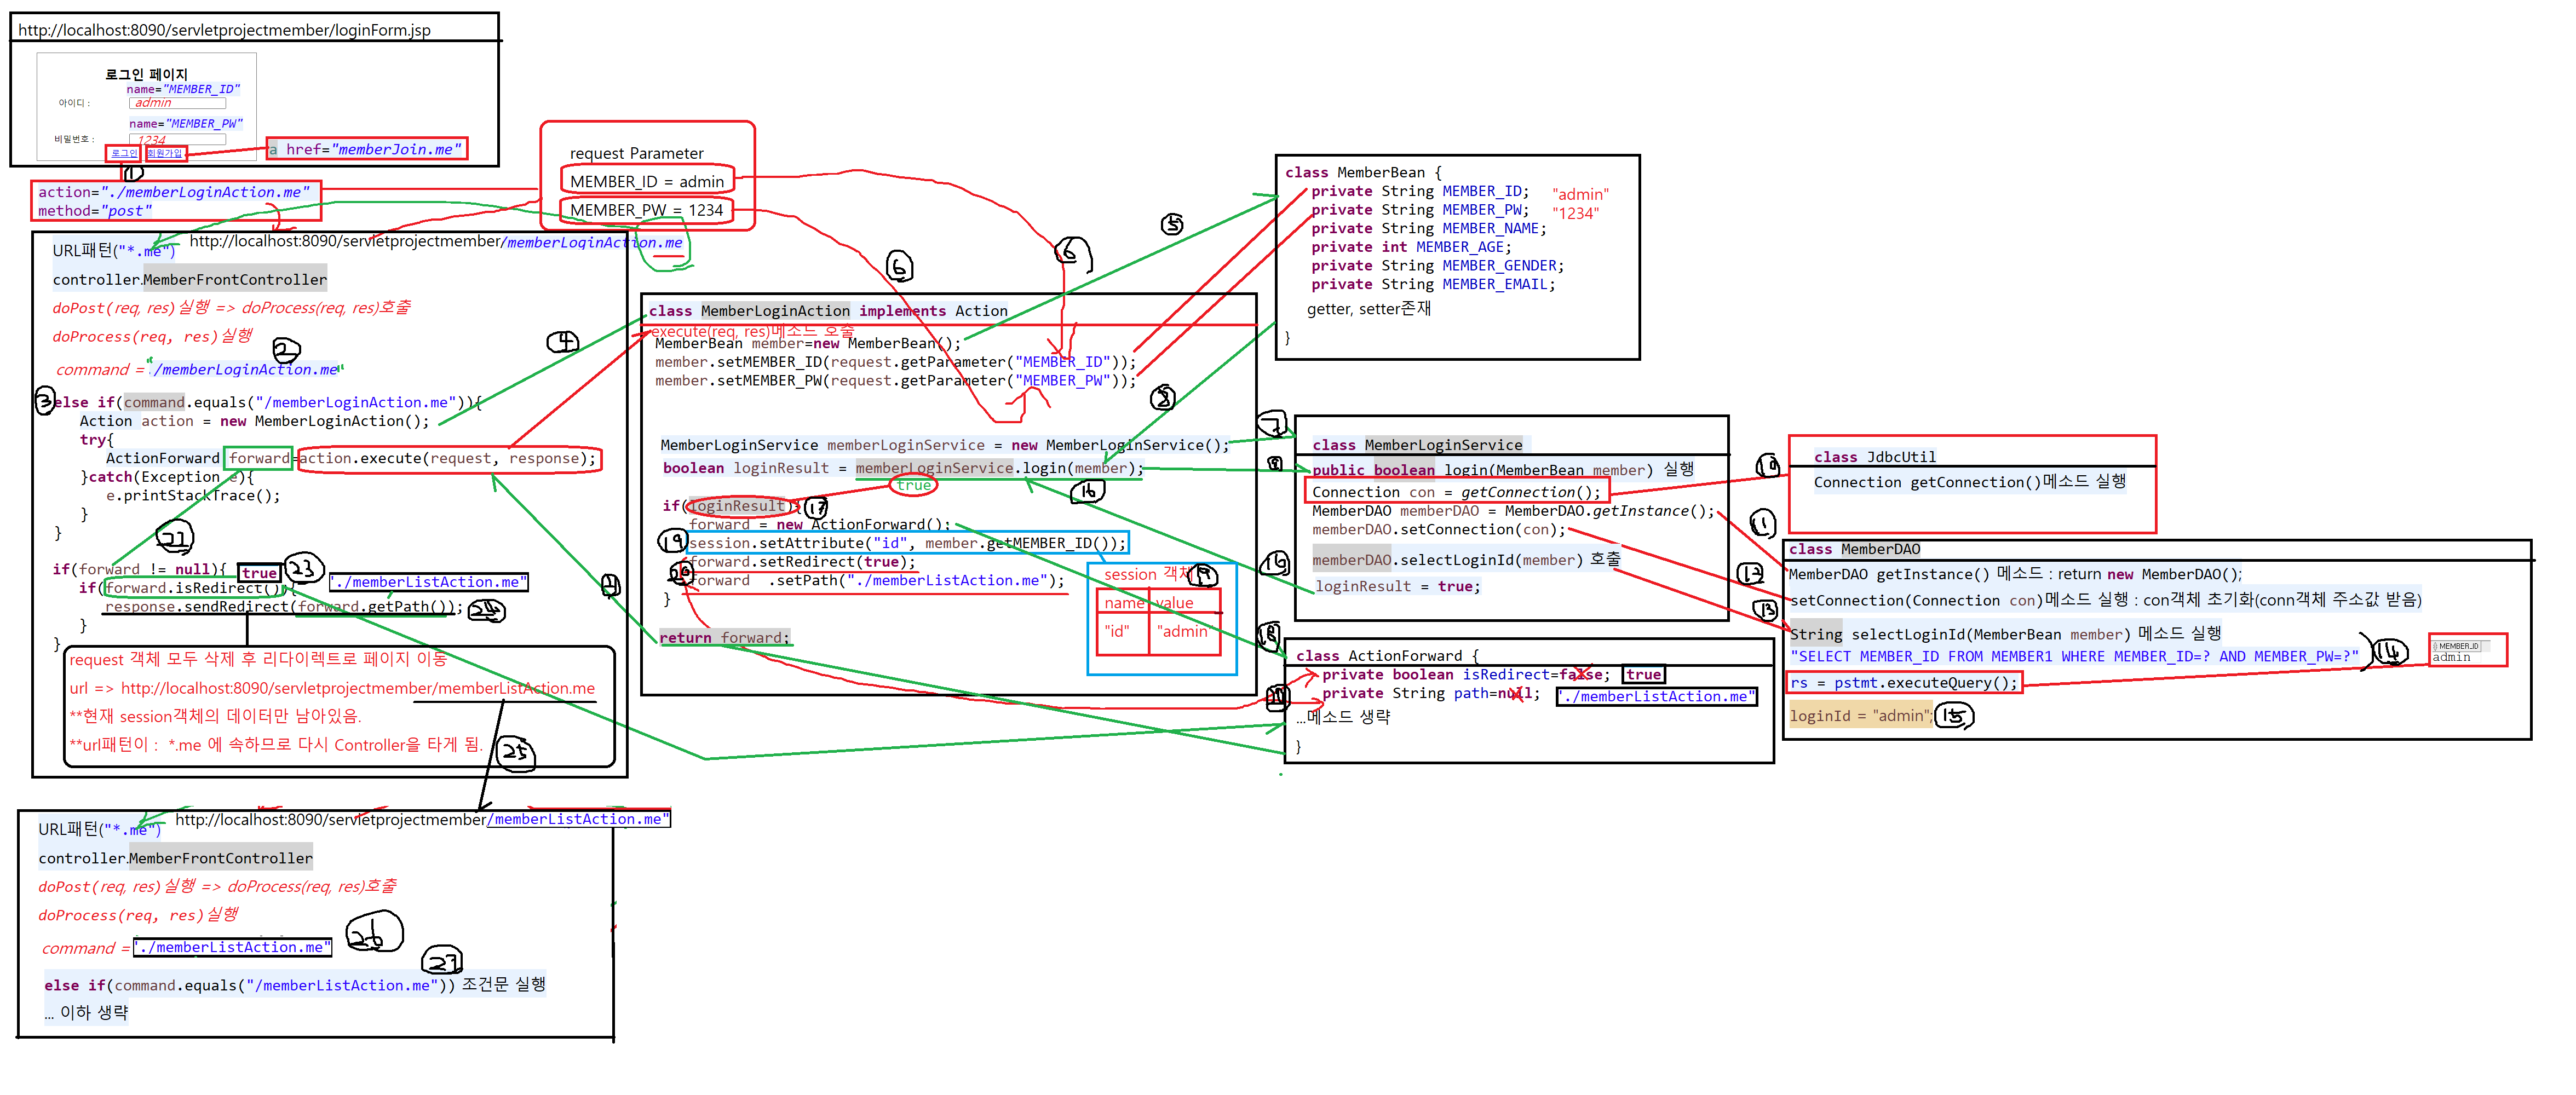 http://localhost:8090/servletprojectmember/loginForm.jsp
로그인 페이지
name="MEMBER_ID"
아이디 :
admin
name="MEMBER_PW"
비밀번호 :
1234
로그인
회원가입
a href="memberJoin.me"
①
action="./memberLoginAction.me"
method="post"
request Parameter
MEMBER_ID = admin
MEMBER_PW = 1234
URL패턴("*.me")
http://localhost:8090/servletprojectmember/memberLoginAction.me
controller.MemberFrontController
doPost(req, res)실행 => doProcess(req, res)호출
doProcess(req, res)실행
②
command = "/memberLoginAction.me"
③
else if(command.equals("/memberLoginAction.me")){
Action action = new MemberLoginAction();
try{
ActionForward forward=action.execute(request, response);
}catch(Exception e){
e.printStackTrace();
}
}
21
if(forward != null){
true
23
"./memberListAction.me"
if(forward.isRedirect()){
response.sendRedirect(forward.getPath());
24
}
}
request 객체 모두 삭제 후 리다이렉트로 페이지 이동
url => http://localhost:8090/servletprojectmember/memberListAction.me
**현재 session객체의 데이터만 남아있음.
**url패턴이 : *.me 에 속하므로 다시 Controller을 타게 됨.
25
④
⑤
⑥
⑥
class MemberLoginAction implements Action
execute(req, res)메소드 호출
MemberBean member=new MemberBean();
member.setMEMBER_ID(request.getParameter("MEMBER_ID"));
member.setMEMBER_PW(request.getParameter("MEMBER_PW"));
⑧
MemberLoginService memberLoginService = new MemberLoginService();
boolean loginResult = memberLoginService.login(member);
true
16
if(loginResult){
17
forward = new ActionForward();
19
session.setAttribute("id", member.getMEMBER_ID());
forward.setRedirect(true);
20
forward .setPath("./memberListAction.me");
}
session 객체
19
name value
"id" "admin"
return forward;
class MemberBean {
private String MEMBER_ID; "admin"
private String MEMBER_PW; "1234"
private String MEMBER_NAME;
private int MEMBER_AGE;
private String MEMBER_GENDER;
private String MEMBER_EMAIL;
getter, setter존재
}
⑦
class MemberLoginService
public boolean login(MemberBean member) 실행
Connection con = getConnection();
MemberDAO memberDAO = MemberDAO.getInstance();
memberDAO.setConnection(con);
memberDAO.selectLoginId(member) 호출
16
loginResult = true;
10
class JdbcUtil
Connection getConnection()메소드 실행
11
class MemberDAO
MemberDAO getInstance() 메소드 : return new MemberDAO();
12
setConnection(Connection con)메소드 실행 : con객체 초기화(conn객체 주소값 받음)
13
String selectLoginId(MemberBean member) 메소드 실행
"SELECT MEMBER_ID FROM MEMBER1 WHERE MEMBER_ID=? AND MEMBER_PW=?"
14
MEMBER_ID
admin
rs = pstmt.executeQuery();
loginId = "admin";
15
18
class ActionForward {
private boolean isRedirect=false; true
private String path=null; "./memberListAction.me"
...메소드 생략
}
URL패턴("*.me")
http://localhost:8090/servletprojectmember/memberListAction.me"
controller.MemberFrontController
doPost(req, res)실행 => doProcess(req, res)호출
doProcess(req, res)실행
26
command = "./memberListAction.me"
27
else if(command.equals("/memberListAction.me")) 조건문 실행
... 이하 생략